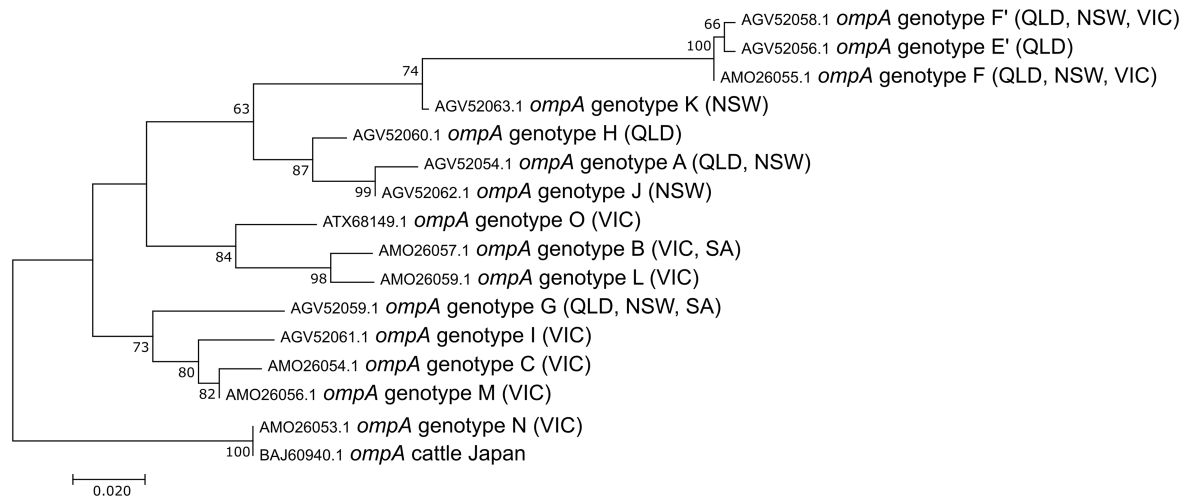 66
AGV52058.1 ompA genotype F' (QLD, NSW, VIC)
100
AGV52056.1 ompA genotype E' (QLD)
74
AMO26055.1 ompA genotype F (QLD, NSW, VIC)
63
AGV52063.1 ompA genotype K (NSW)
AGV52060.1 ompA genotype H (QLD)
87
AGV52054.1 ompA genotype A (QLD, NSW)
99
AGV52062.1 ompA genotype J (NSW)
ATX68149.1 ompA genotype O (VIC)
84
AMO26057.1 ompA genotype B (VIC, SA)
98
AMO26059.1 ompA genotype L (VIC)
AGV52059.1 ompA genotype G (QLD, NSW, SA)
73
AGV52061.1 ompA genotype I (VIC)
80
AMO26054.1 ompA genotype C (VIC)
82
AMO26056.1 ompA genotype M (VIC)
AMO26053.1 ompA genotype N (VIC)
100
BAJ60940.1 ompA cattle Japan
0.020